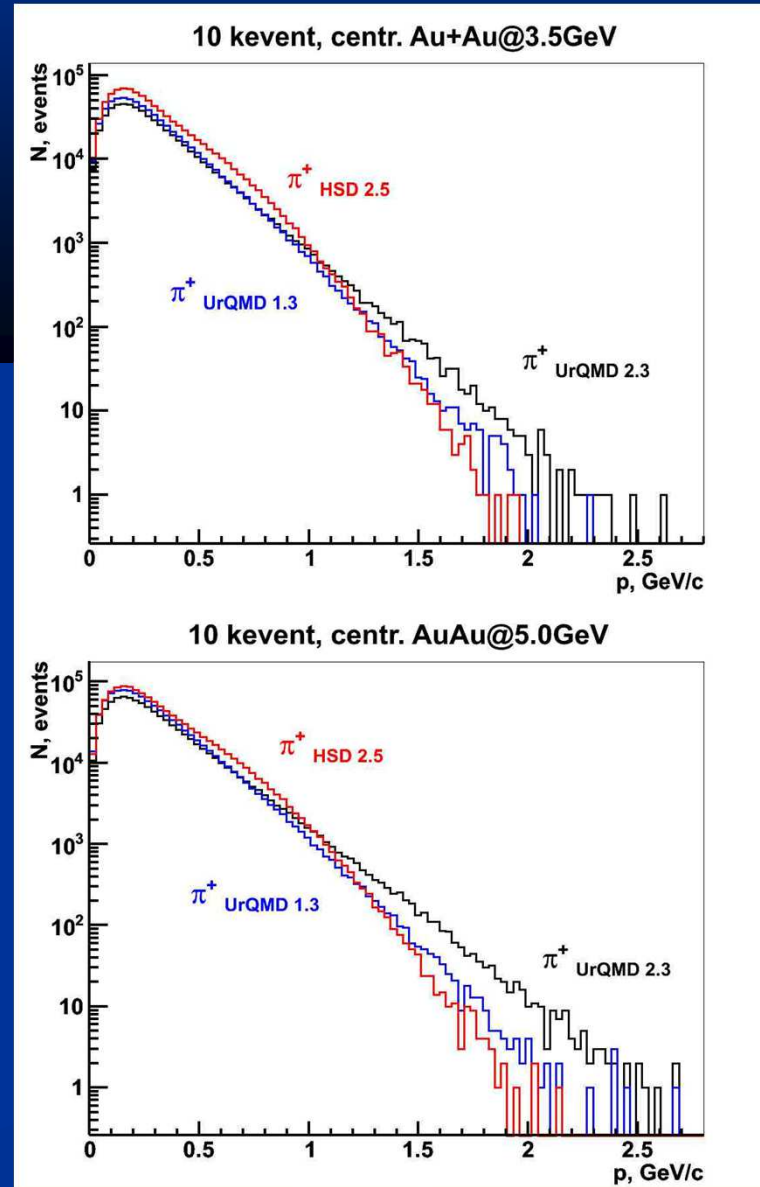 10 kevent, centr. Au+Au@3.5GeV
N, events
10⁵
10⁴
10³
10²
10
1
π⁺ HSD 2.5
π⁺ UrQMD 1.3
π⁺ UrQMD 2.3
0 0.5 1 1.5 2 2.5
p, GeV/c
10 kevent, centr. AuAu@5.0GeV
N, events
10⁵
10⁴
10³
10²
10
1
π⁺ HSD 2.5
π⁺ UrQMD 1.3
π⁺ UrQMD 2.3
0 0.5 1 1.5 2 2.5
p, GeV/c